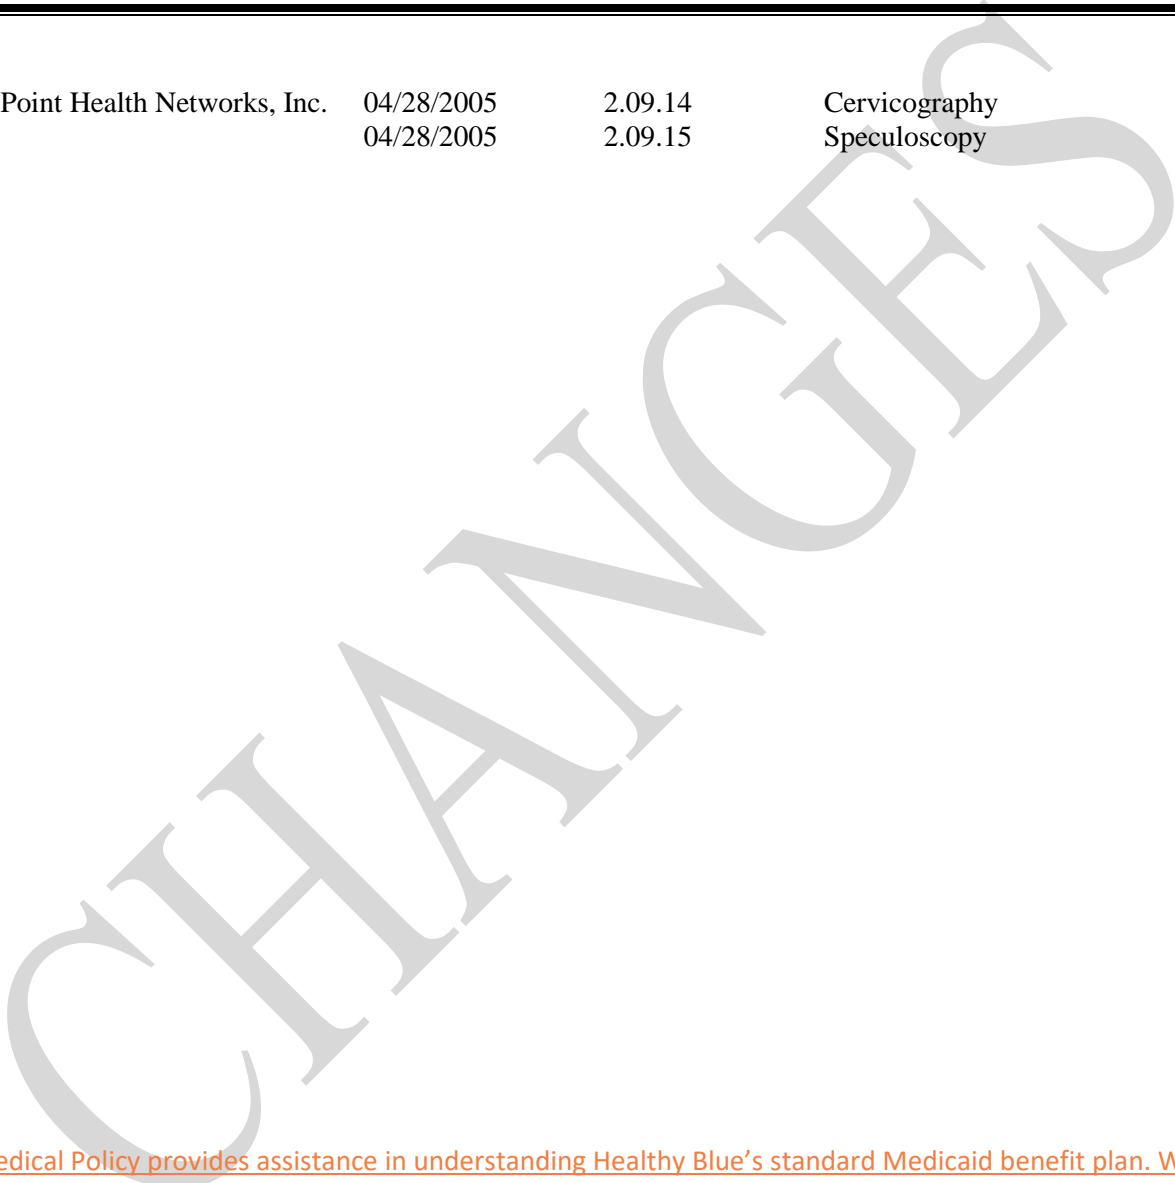 Point Health Networks, Inc. 04/28/2005 2.09.14 Cervicography
04/28/2005 2.09.15 Speculoscopy
CHANGES
edical Policy provides assistance in understanding Healthy Blue’s standard Medicaid benefit plan. W